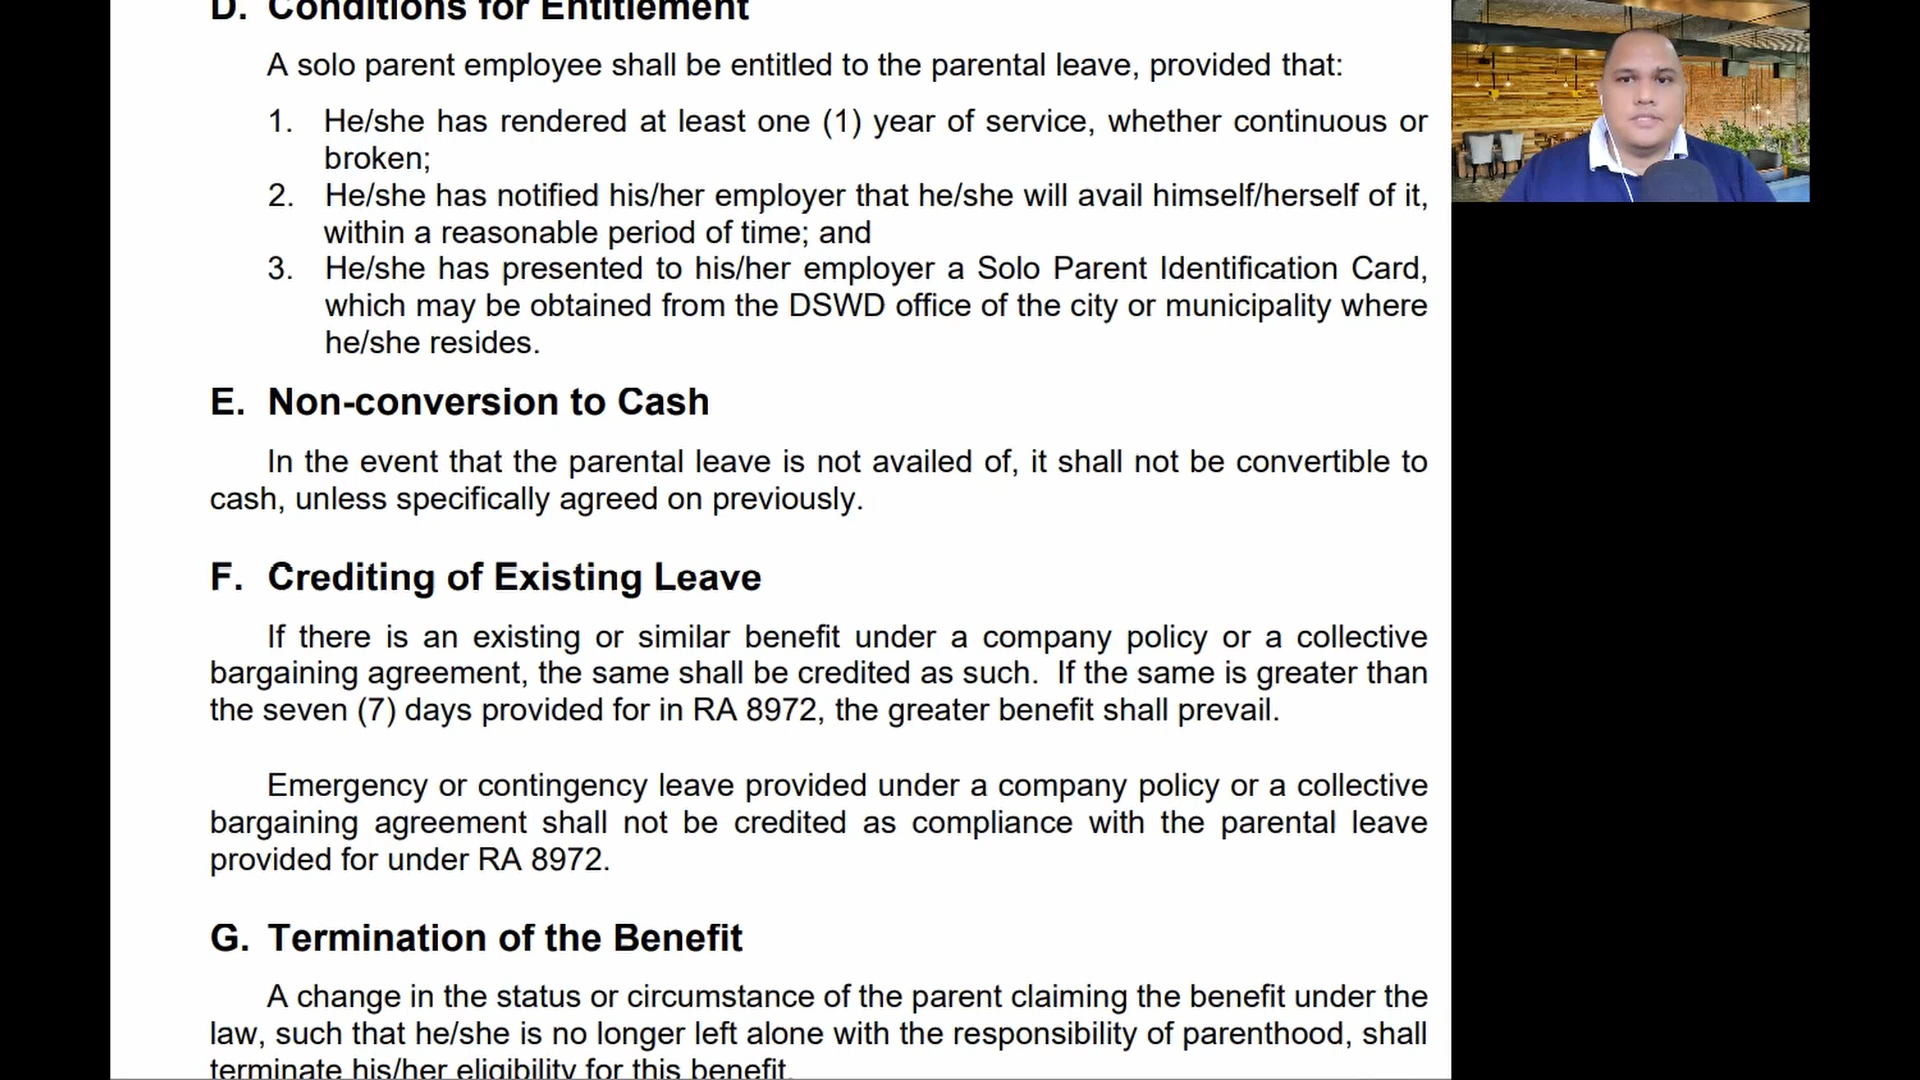 D. Conditions for Entitlement
A solo parent employee shall be entitled to the parental leave, provided that:
1. He/she has rendered at least one (1) year of service, whether continuous or
broken;
2. He/she has notified his/her employer that he/she will avail himself/herself of it,
within a reasonable period of time; and
3. He/she has presented to his/her employer a Solo Parent Identification Card,
which may be obtained from the DSWD office of the city or municipality where
he/she resides.
E. Non-conversion to Cash
In the event that the parental leave is not availed of, it shall not be convertible to
cash, unless specifically agreed on previously.
F. Crediting of Existing Leave
If there is an existing or similar benefit under a company policy or a collective
bargaining agreement, the same shall be credited as such. If the same is greater than
the seven (7) days provided for in RA 8972, the greater benefit shall prevail.
Emergency or contingency leave provided under a company policy or a collective
bargaining agreement shall not be credited as compliance with the parental leave
provided for under RA 8972.
G. Termination of the Benefit
A change in the status or circumstance of the parent claiming the benefit under the
law, such that he/she is no longer left alone with the responsibility of parenthood, shall
terminate his/her eligibility for this benefit.